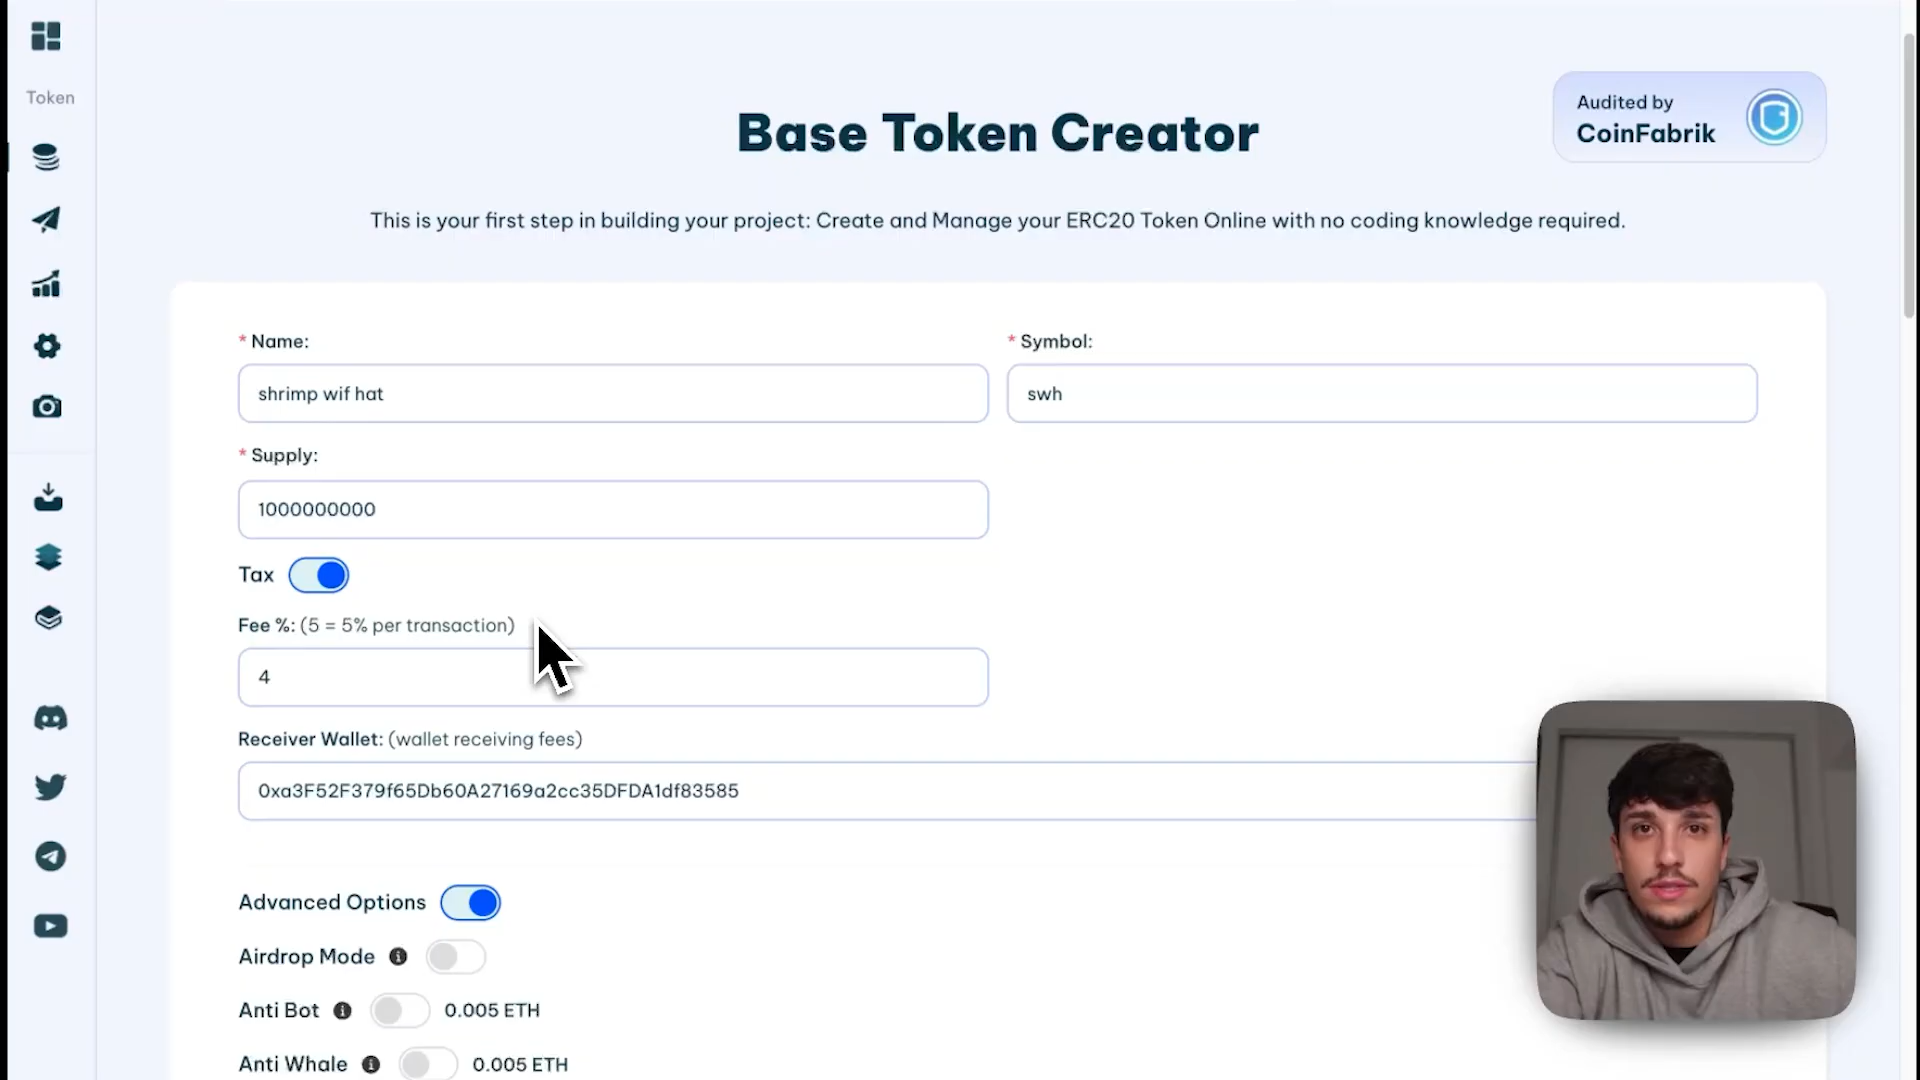 Token
Base Token Creator
Audited by
CoinFabrik
This is your first step in building your project: Create and Manage your ERC20 Token Online with no coding knowledge required.
* Name:
* Symbol:
shrimp wif hat
swh
* Supply:
1000000000
Tax
Fee %: (5 = 5% per transaction)
4
Receiver Wallet: (wallet receiving fees)
0xa3F52F379f65Db60A27169a2cc35DFDA1df83585
Advanced Options
Airdrop Mode
Anti Bot
0.005 ETH
Anti Whale
0.005 ETH